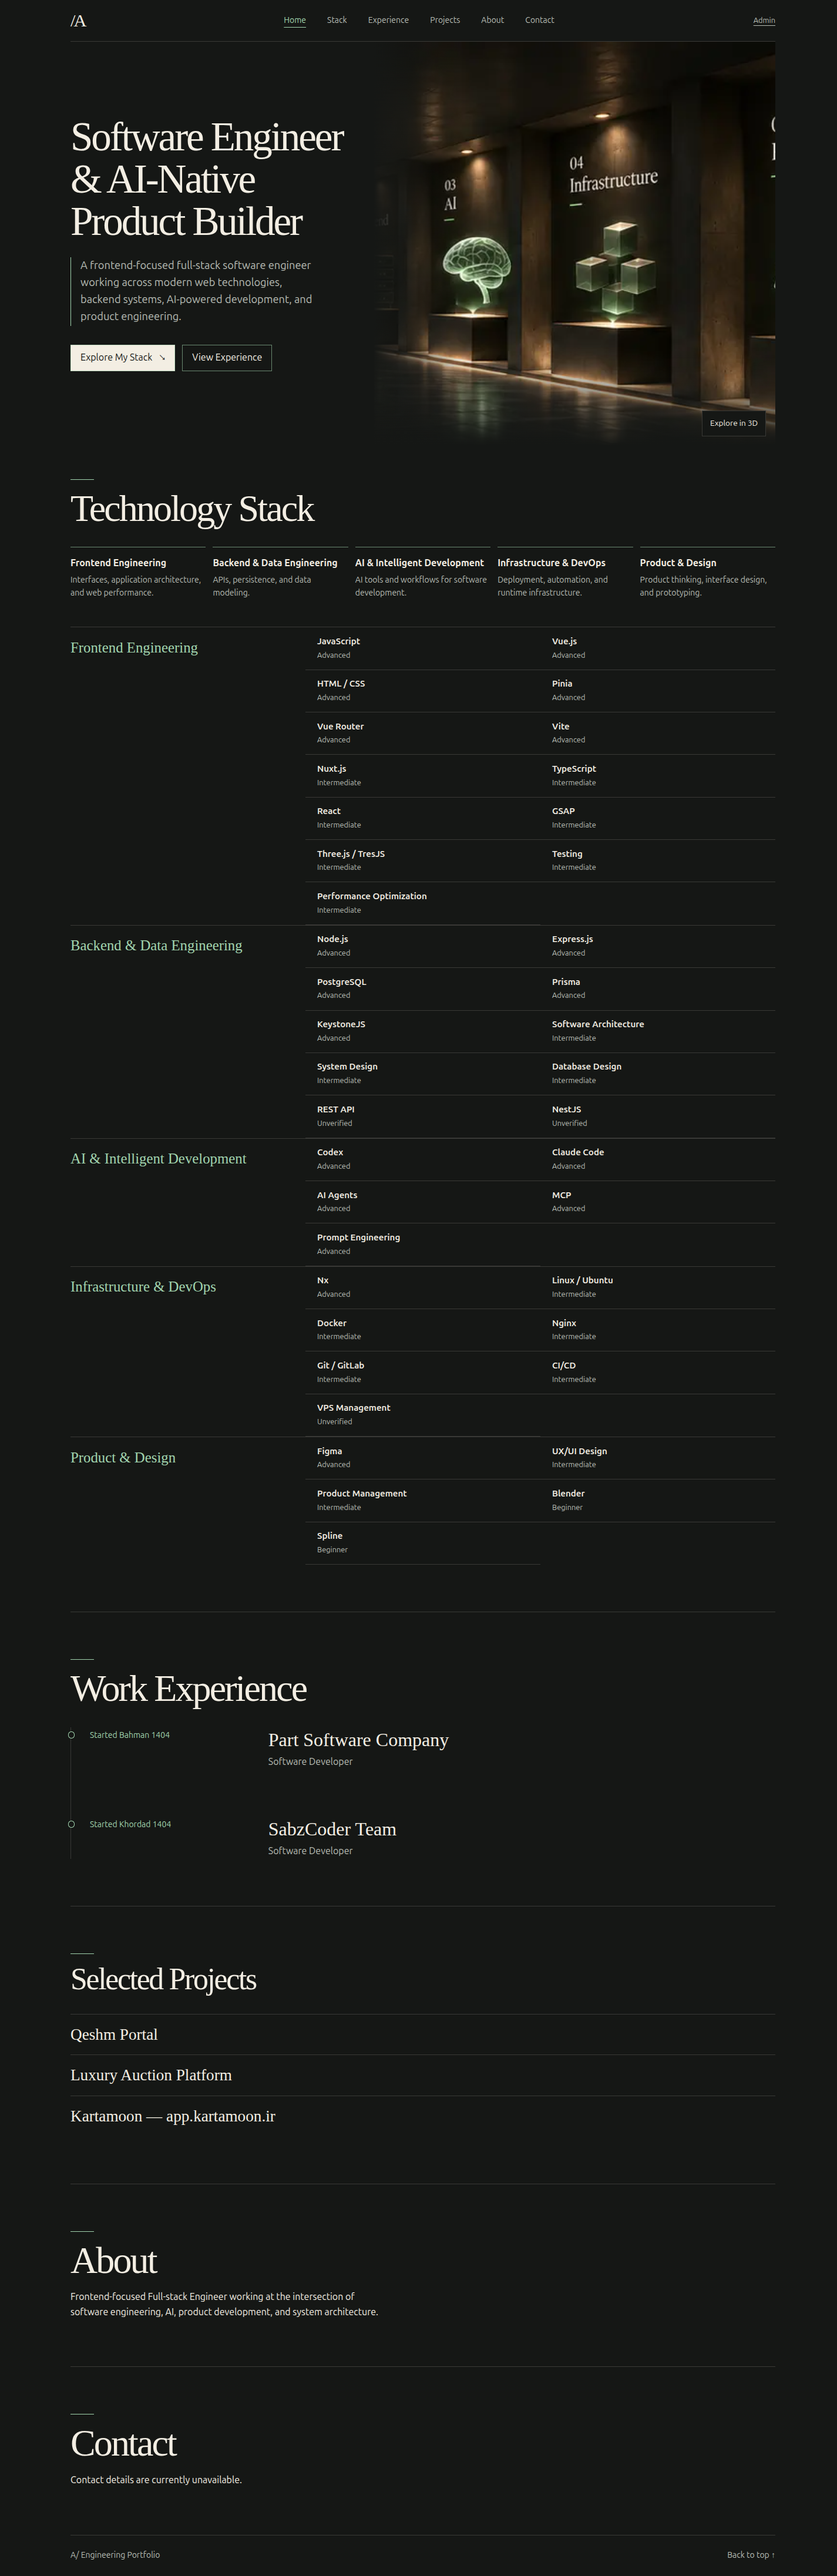 /A
Home
Stack
Experience
Projects
About
Contact
Admin
Software Engineer
& AI-Native
Product Builder
A frontend-focused full-stack software engineer
working across modern web technologies,
backend systems, AI-powered development, and
product engineering.
Explore My Stack ↘
View Experience
03
AI
04
Infrastructure
Explore in 3D
Technology Stack
Frontend Engineering
Interfaces, application architecture,
and web performance.
Backend & Data Engineering
APIs, persistence, and data
modeling.
AI & Intelligent Development
AI tools and workflows for software
development.
Infrastructure & DevOps
Deployment, automation, and
runtime infrastructure.
Product & Design
Product thinking, interface design,
and prototyping.
Frontend Engineering
JavaScript
Advanced
Vue.js
Advanced
HTML / CSS
Advanced
Pinia
Advanced
Vue Router
Advanced
Vite
Advanced
Nuxt.js
Intermediate
TypeScript
Intermediate
React
Intermediate
GSAP
Intermediate
Three.js / TresJS
Intermediate
Testing
Intermediate
Performance Optimization
Intermediate
Backend & Data Engineering
Node.js
Advanced
Express.js
Advanced
PostgreSQL
Advanced
Prisma
Advanced
KeystoneJS
Advanced
Software Architecture
Intermediate
System Design
Intermediate
Database Design
Intermediate
REST API
Unverified
NestJS
Unverified
AI & Intelligent Development
Codex
Advanced
Claude Code
Advanced
AI Agents
Advanced
MCP
Advanced
Prompt Engineering
Advanced
Infrastructure & DevOps
Nx
Advanced
Linux / Ubuntu
Intermediate
Docker
Intermediate
Nginx
Intermediate
Git / GitLab
Intermediate
CI/CD
Intermediate
VPS Management
Unverified
Product & Design
Figma
Advanced
UX/UI Design
Intermediate
Product Management
Intermediate
Blender
Beginner
Spline
Beginner
Work Experience
Started Bahman 1404
Part Software Company
Software Developer
Started Khordad 1404
SabzCoder Team
Software Developer
Selected Projects
Qeshm Portal
Luxury Auction Platform
Kartamoon — app.kartamoon.ir
About
Frontend-focused Full-stack Engineer working at the intersection of
software engineering, AI, product development, and system architecture.
Contact
Contact details are currently unavailable.
A/ Engineering Portfolio
Back to top ↑